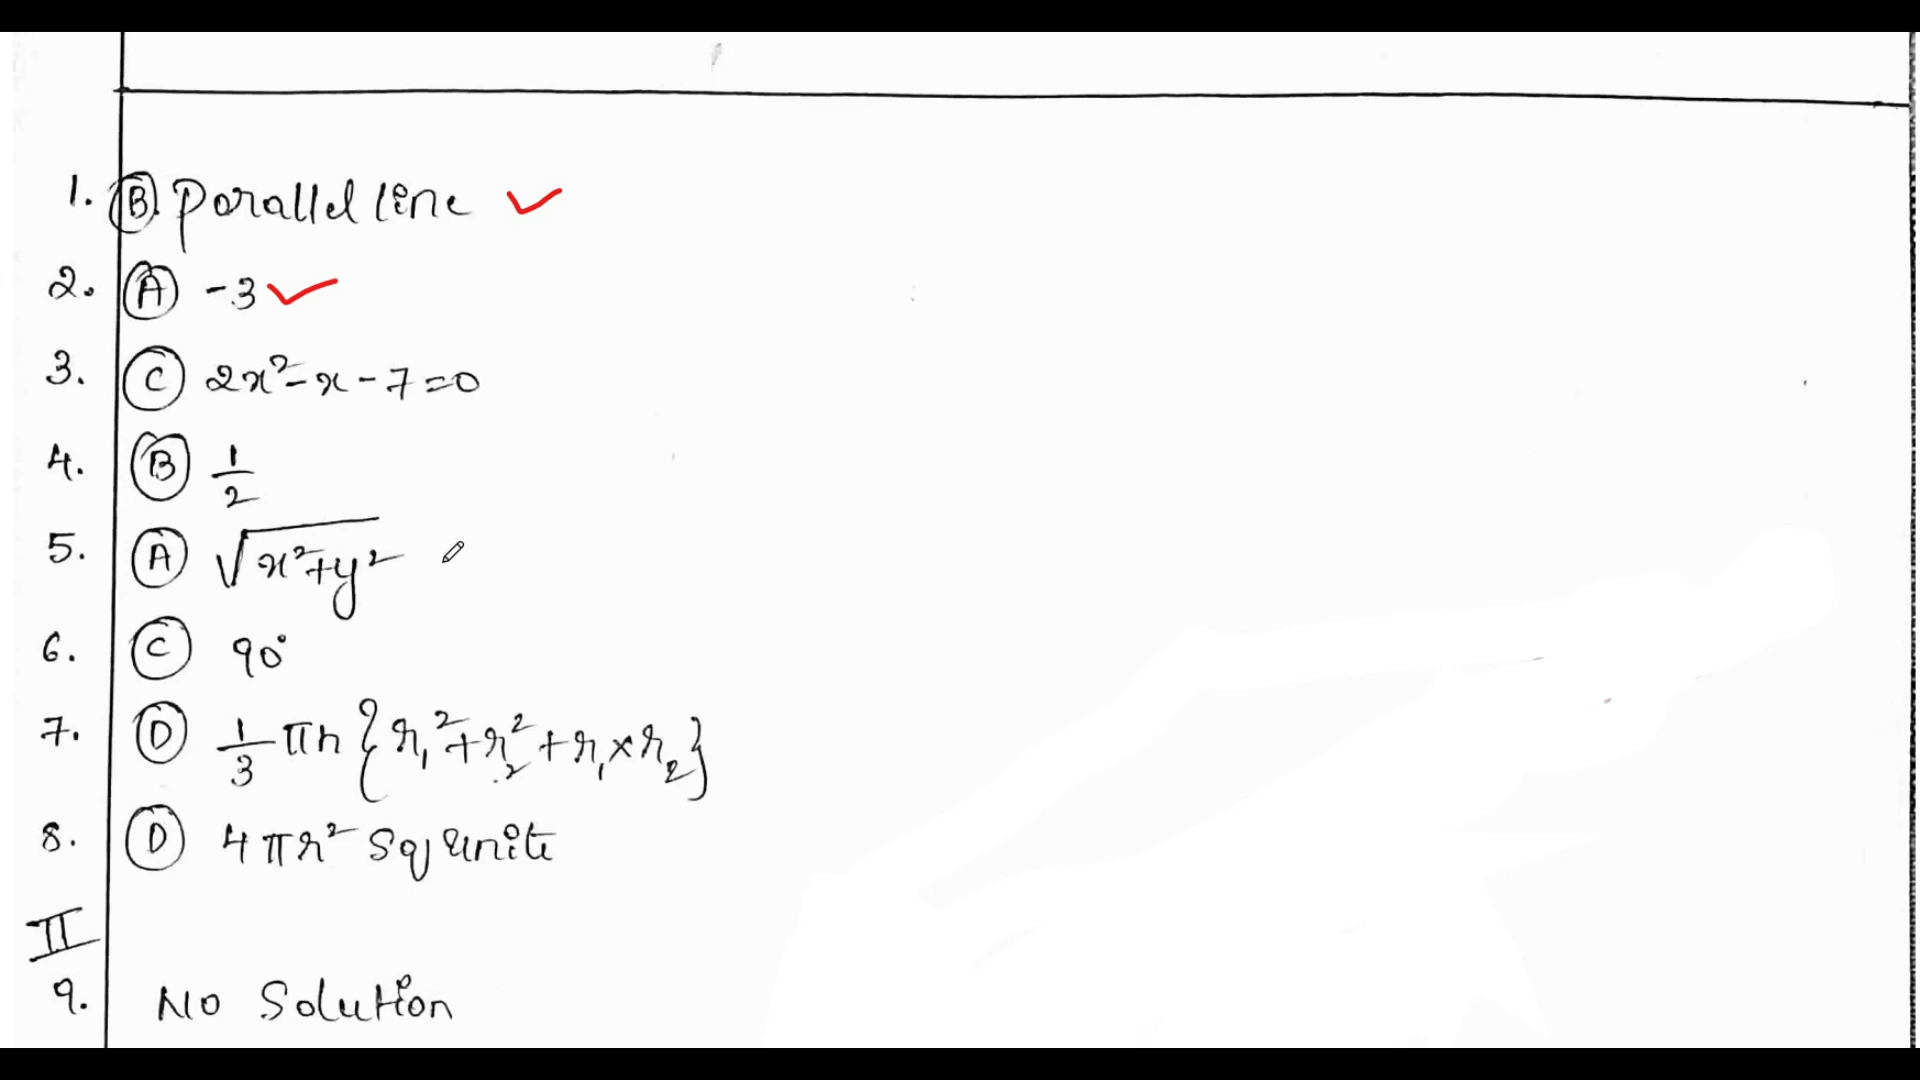 1. (B). Parallel line ✓
2. (A) -3 ✓
3. (C) 2x² - x - 7 = 0
4. (B) 1/2
5. (A) √(x²+y²)
6. (C) 90°
7. (D) 1/3 πh {r₁² + r₂² + r₁ × r₂}
8. (D) 4πr² Sq unit
II
9. No Solution